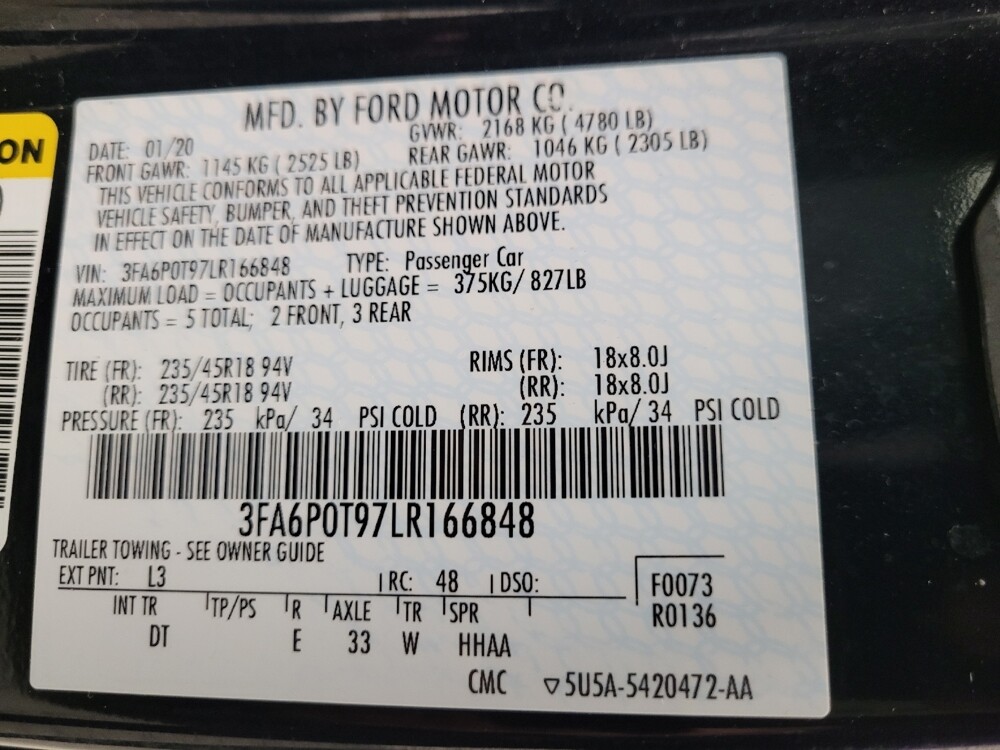 ON
MFD. BY FORD MOTOR CO.
DATE: 01/20 GVWR: 2168 KG ( 4780 LB)
FRONT GAWR: 1145 KG ( 2525 LB) REAR GAWR: 1046 KG ( 2305 LB)
THIS VEHICLE CONFORMS TO ALL APPLICABLE FEDERAL MOTOR
VEHICLE SAFETY, BUMPER, AND THEFT PREVENTION STANDARDS
IN EFFECT ON THE DATE OF MANUFACTURE SHOWN ABOVE.
VIN: 3FA6P0T97LR166848 TYPE: Passenger Car
MAXIMUM LOAD = OCCUPANTS + LUGGAGE = 375KG/ 827LB
OCCUPANTS = 5 TOTAL; 2 FRONT, 3 REAR
TIRE (FR): 235/45R18 94V RIMS (FR): 18x8.0J
(RR): 235/45R18 94V (RR): 18x8.0J
PRESSURE (FR): 235 kPa/ 34 PSI COLD (RR): 235 kPa/ 34 PSI COLD
3FA6P0T97LR166848
TRAILER TOWING - SEE OWNER GUIDE
EXT PNT: L3 RC: 48 DSO: F0073
INT TR TP/PS R AXLE TR SPR R0136
DT E 33 W HHAA
CMC ▽5U5A-5420472-AA